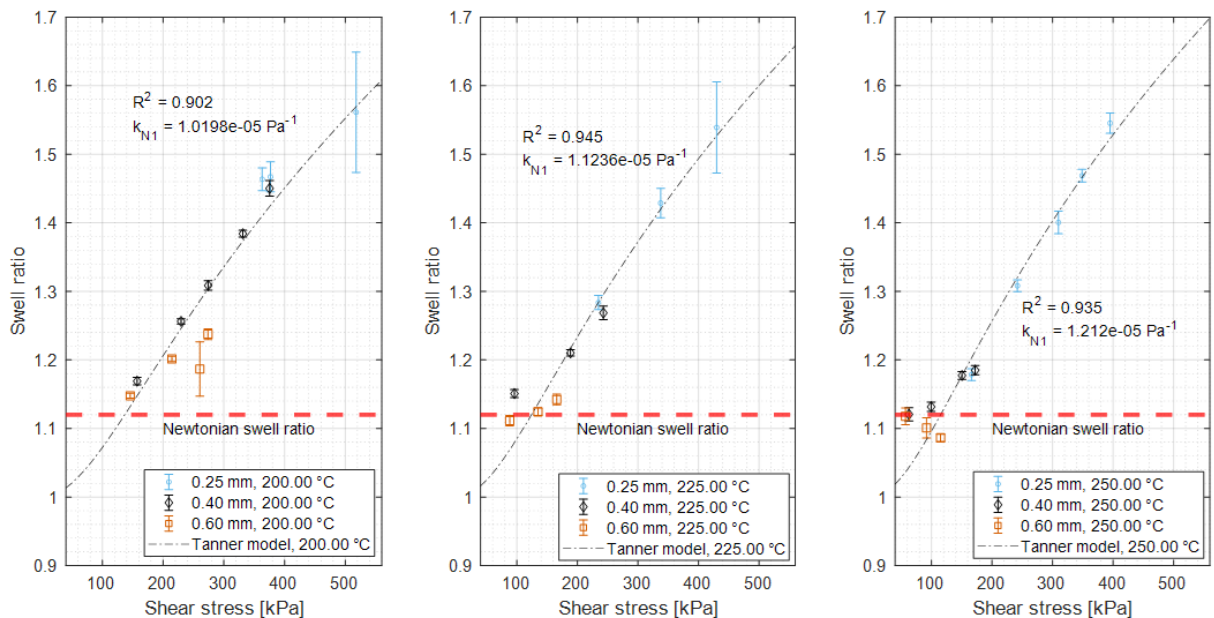 1.7
1.6
1.5
1.4
1.3
1.2
1.1
1
0.9
Swell ratio
R² = 0.902
k_N1 = 1.0198e-05 Pa⁻¹
Newtonian swell ratio
0.25 mm, 200.00 °C
0.40 mm, 200.00 °C
0.60 mm, 200.00 °C
Tanner model, 200.00 °C
100 200 300 400 500
Shear stress [kPa]
1.7
1.6
1.5
1.4
1.3
1.2
1.1
1
0.9
Swell ratio
R² = 0.945
k_N1 = 1.1236e-05 Pa⁻¹
Newtonian swell ratio
0.25 mm, 225.00 °C
0.40 mm, 225.00 °C
0.60 mm, 225.00 °C
Tanner model, 225.00 °C
100 200 300 400 500
Shear stress [kPa]
1.7
1.6
1.5
1.4
1.3
1.2
1.1
1
0.9
Swell ratio
R² = 0.935
k_N1 = 1.212e-05 Pa⁻¹
Newtonian swell ratio
0.25 mm, 250.00 °C
0.40 mm, 250.00 °C
0.60 mm, 250.00 °C
Tanner model, 250.00 °C
100 200 300 400 500
Shear stress [kPa]